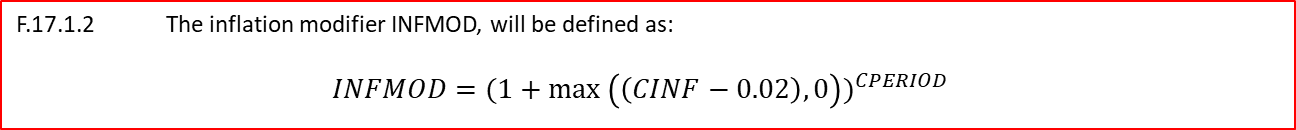 F.17.1.2 The inflation modifier INFMOD, will be defined as:
INFMOD = (1 + max ((CINF − 0.02), 0))^CPERIOD